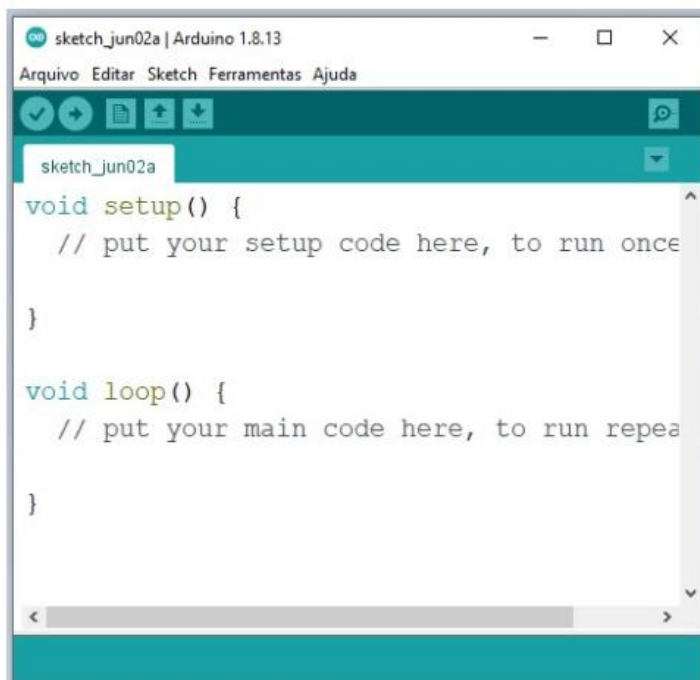 sketch_jun02a | Arduino 1.8.13
Arquivo Editar Sketch Ferramentas Ajuda
sketch_jun02a
void setup() {
// put your setup code here, to run once
}
void loop() {
// put your main code here, to run repea
}